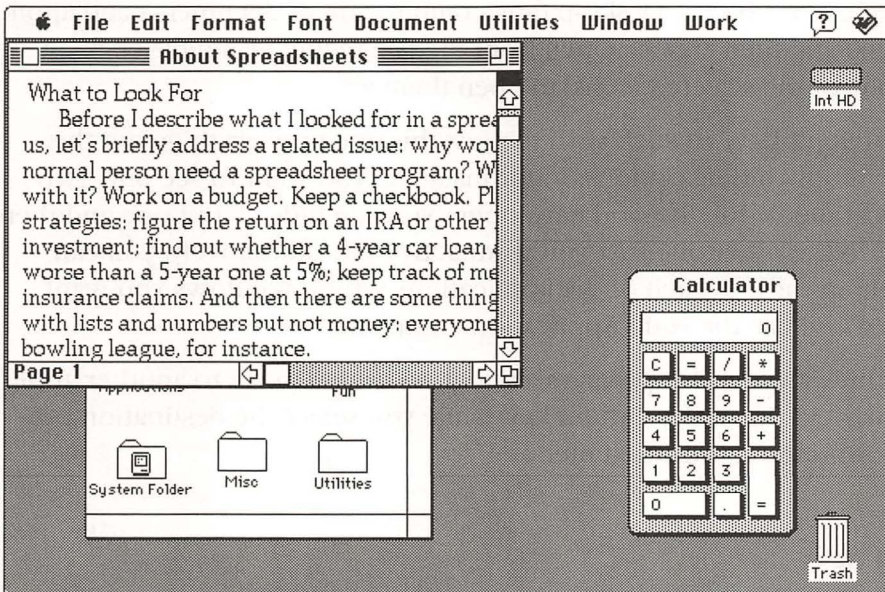 File Edit Format Font Document Utilities Window Work ?
About Spreadsheets
What to Look For
Before I describe what I looked for in a sprea
us, let's briefly address a related issue: why wou
normal person need a spreadsheet program? W
with it? Work on a budget. Keep a checkbook. Pl
strategies: figure the return on an IRA or other
investment; find out whether a 4-year car loan
worse than a 5-year one at 5%; keep track of me
insurance claims. And then there are some thing
with lists and numbers but not money: everyone
bowling league, for instance.
Page 1
Applications Fun
System Folder Misc Utilities
Int HD
Calculator
0
C = / *
7 8 9 -
4 5 6 +
1 2 3
0 . =
Trash